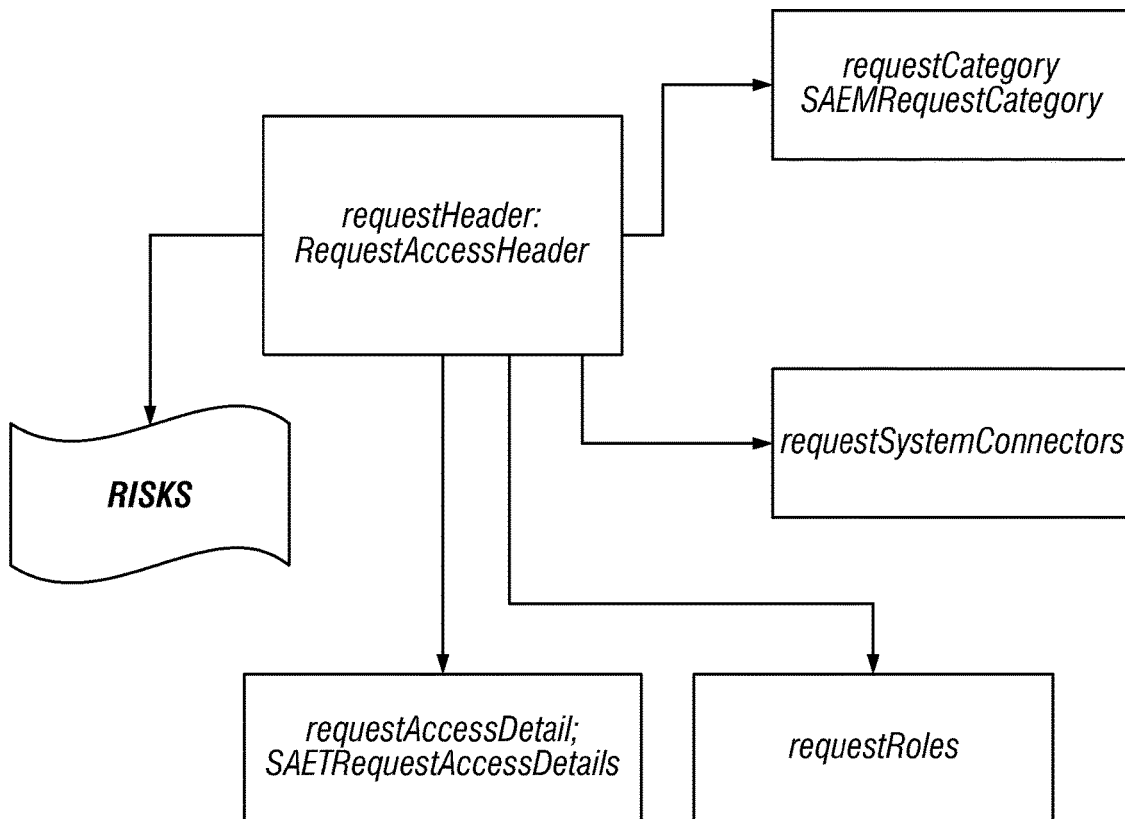 requestCategory
SAEMRequestCategory
requestHeader:
RequestAccessHeader
requestSystemConnectors
RISKS
requestAccessDetail;
SAETRequestAccessDetails
requestRoles